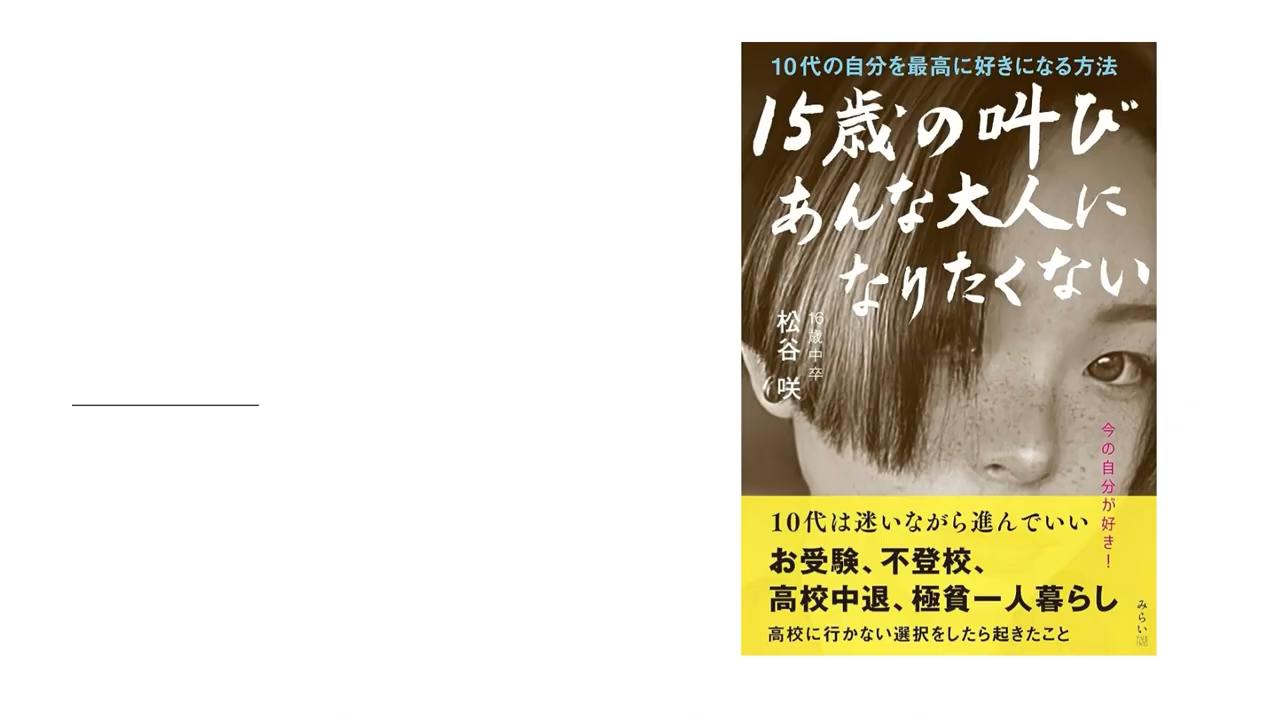 10代の自分を最高に好きになる方法
15歳の叫び
あんな大人に
なりたくない
16歳中卒
松谷 咲
今の自分が好き!
10代は迷いながら進んでいい
お受験、不登校、
高校中退、極貧一人暮らし
高校に行かない選択をしたら起きたこと
みらい